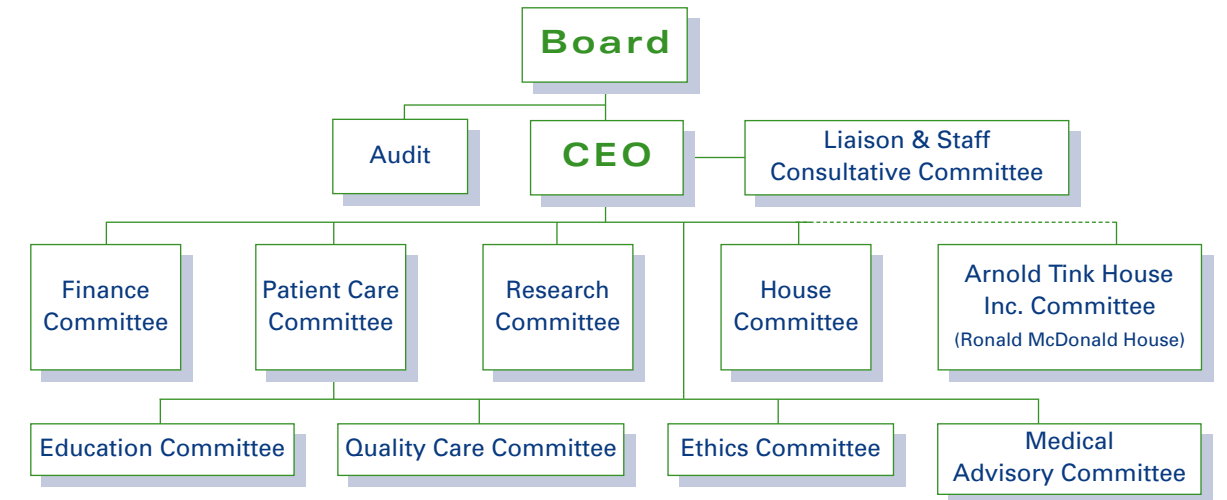 Board
Audit
CEO
Liaison & Staff
Consultative Committee
Finance
Committee
Patient Care
Committee
Research
Committee
House
Committee
Arnold Tink House
Inc. Committee
(Ronald McDonald House)
Education Committee
Quality Care Committee
Ethics Committee
Medical
Advisory Committee